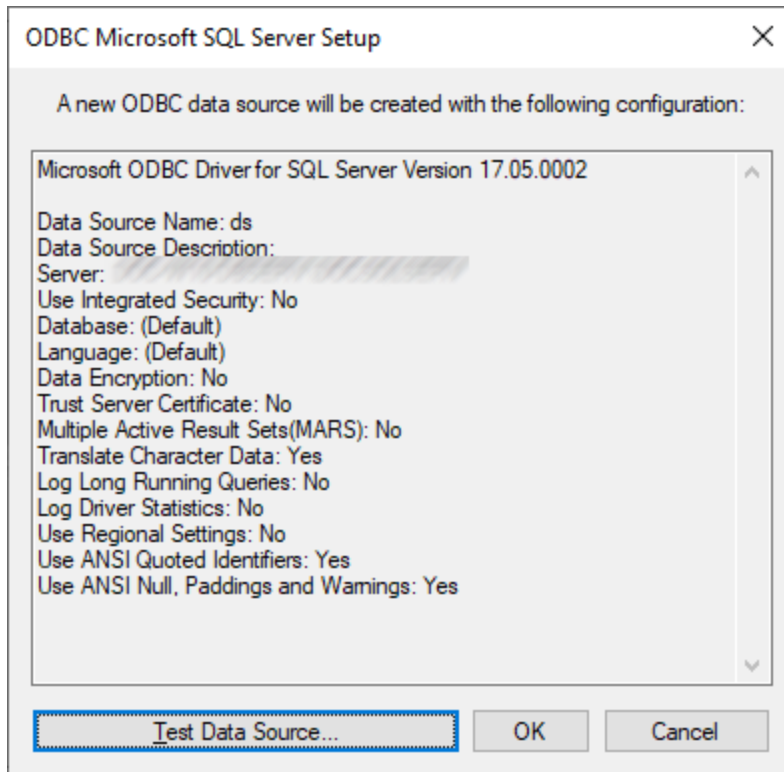 ODBC Microsoft SQL Server Setup
A new ODBC data source will be created with the following configuration:
Microsoft ODBC Driver for SQL Server Version 17.05.0002
Data Source Name: ds
Data Source Description:
Server:
Use Integrated Security: No
Database: (Default)
Language: (Default)
Data Encryption: No
Trust Server Certificate: No
Multiple Active Result Sets(MARS): No
Translate Character Data: Yes
Log Long Running Queries: No
Log Driver Statistics: No
Use Regional Settings: No
Use ANSI Quoted Identifiers: Yes
Use ANSI Null, Paddings and Warnings: Yes
Test Data Source...
OK
Cancel